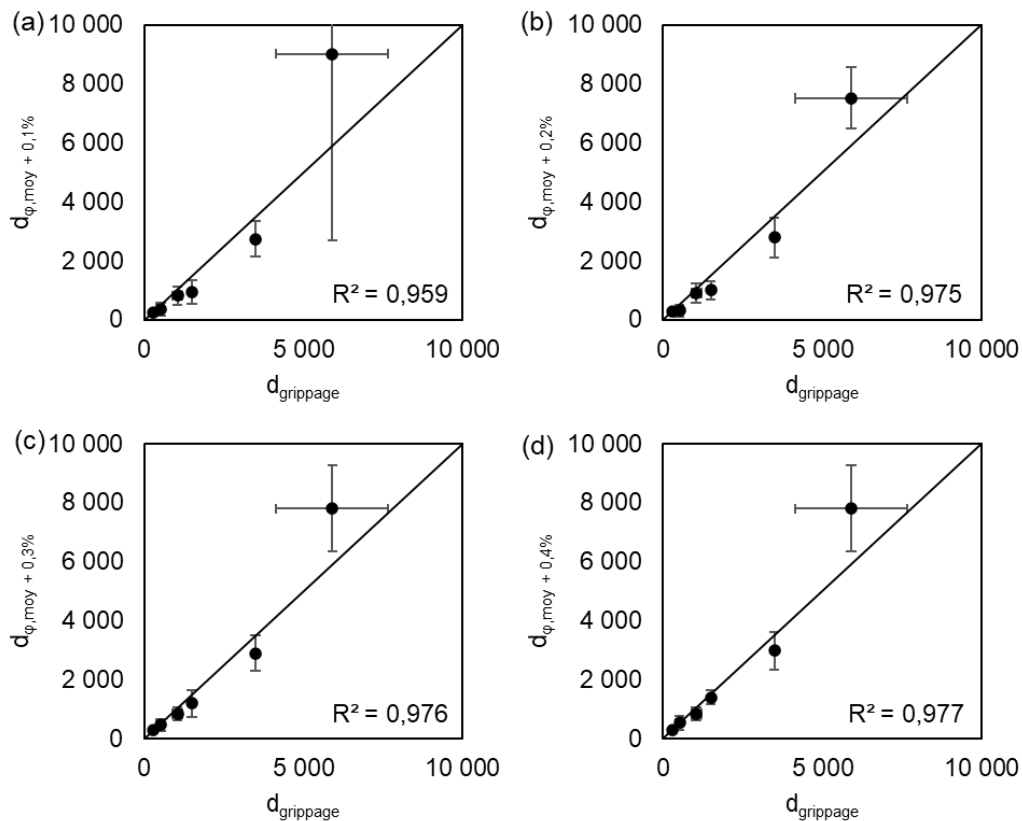 (a)
10 000
8 000
6 000
4 000
2 000
0
dφ,moy + 0,1%
R² = 0,959
0 5 000 10 000
dgrippage
(b)
10 000
8 000
6 000
4 000
2 000
0
dφ,moy + 0,2%
R² = 0,975
0 5 000 10 000
dgrippage
(c)
10 000
8 000
6 000
4 000
2 000
0
dφ,moy + 0,3%
R² = 0,976
0 5 000 10 000
dgrippage
(d)
10 000
8 000
6 000
4 000
2 000
0
dφ,moy + 0,4%
R² = 0,977
0 5 000 10 000
dgrippage